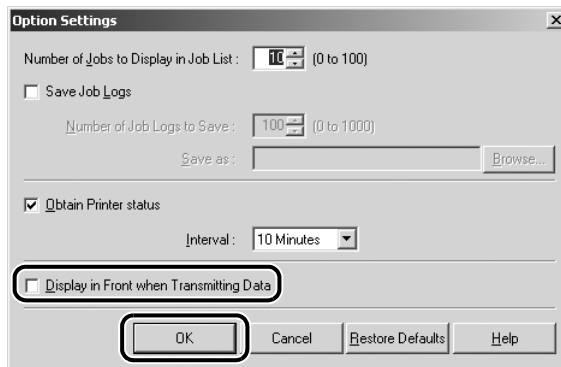 Option Settings
Number of Jobs to Display in Job List : 10 (0 to 100)
Save Job Logs
Number of Job Logs to Save : 100 (0 to 1000)
Save as : Browse...
Obtain Printer status
Interval : 10 Minutes
Display in Front when Transmitting Data
OK Cancel Restore Defaults Help